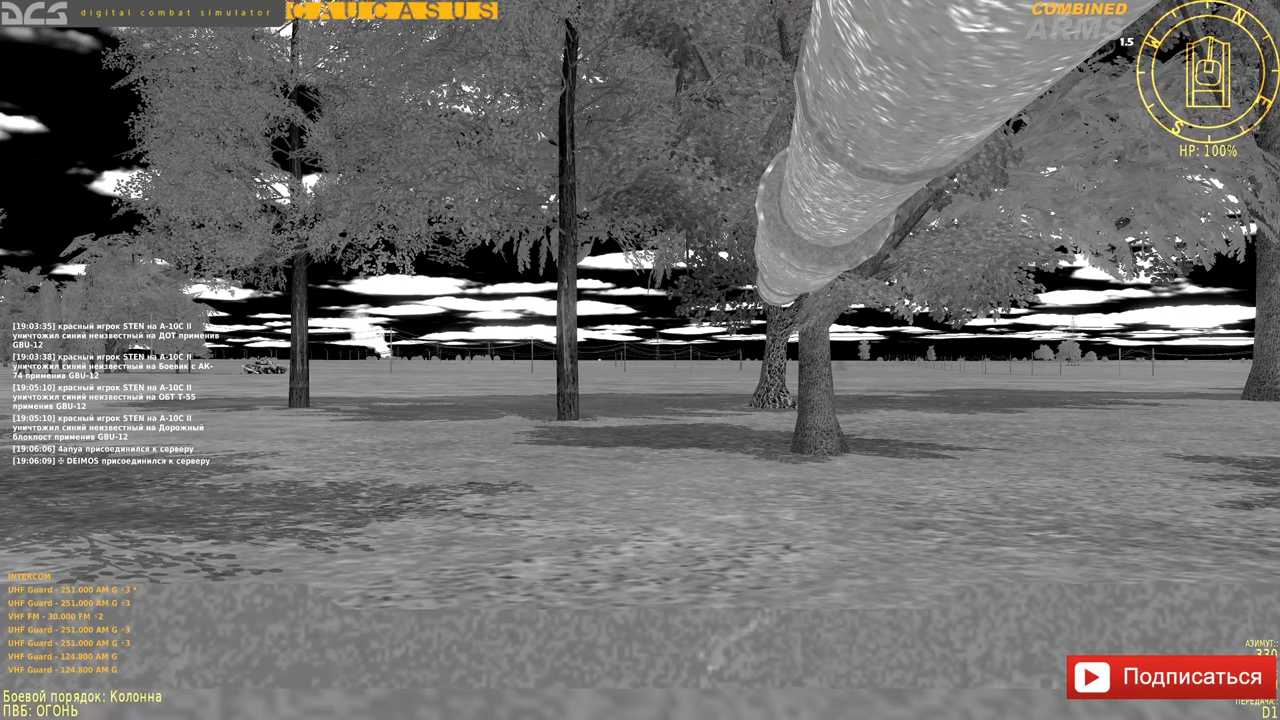 DCS digital combat simulator CAUCASUS
COMBINED
ARMS
1.5
N
W
E
S
HP: 100%
[19:03:35] красный игрок STEN на A-10C II
уничтожил синий неизвестный на ДОТ применив
GBU-12
[19:03:38] красный игрок STEN на A-10C II
уничтожил синий неизвестный на Боевик с АК-
74 применив GBU-12
[19:05:10] красный игрок STEN на A-10C II
уничтожил синий неизвестный на ОБТ Т-55
применив GBU-12
[19:05:10] красный игрок STEN на A-10C II
уничтожил синий неизвестный на Дорожный
блокпост применив GBU-12
[19:06:06] 4anya присоединился к серверу
[19:06:09] ✠ DEIMOS присоединился к серверу
INTERCOM
UHF Guard - 251.000 AM G ⚡3 *
UHF Guard - 251.000 AM G ⚡3
VHF FM - 30.000 FM ⚡2
UHF Guard - 251.000 AM G ⚡3
UHF Guard - 251.000 AM G ⚡3
VHF Guard - 124.800 AM G
VHF Guard - 124.800 AM G
Боевой порядок: Колонна
ПВБ: ОГОНЬ
АЗИМУТ:
330
Подписаться
ПЕРЕДАЧА:
D1